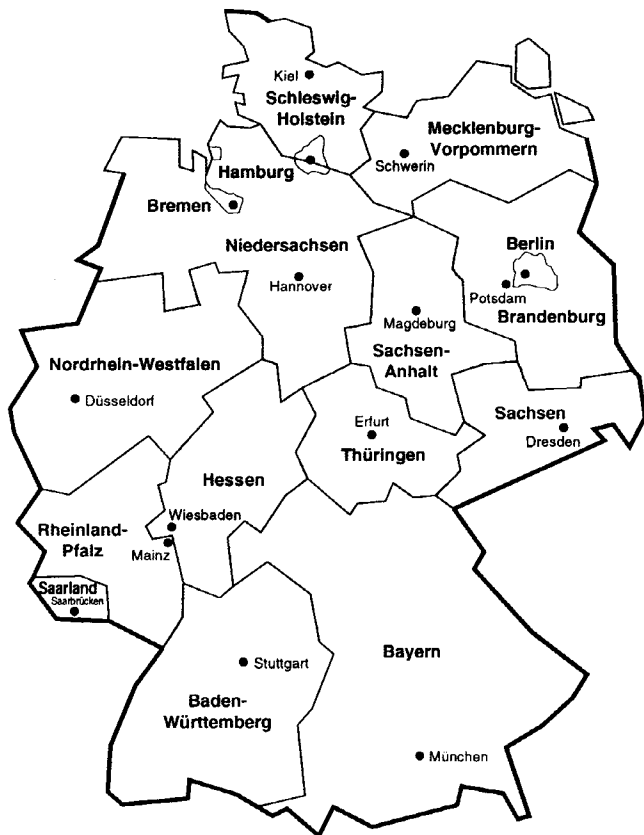 Kiel
Schleswig-
Holstein
Mecklenburg-
Vorpommern
Schwerin
Hamburg
Bremen
Niedersachsen
Hannover
Berlin
Potsdam
Brandenburg
Magdeburg
Sachsen-
Anhalt
Nordrhein-Westfalen
Düsseldorf
Erfurt
Thüringen
Sachsen
Dresden
Hessen
Wiesbaden
Rheinland-
Pfalz
Mainz
Saarland
Saarbrücken
Stuttgart
Baden-
Württemberg
Bayern
München